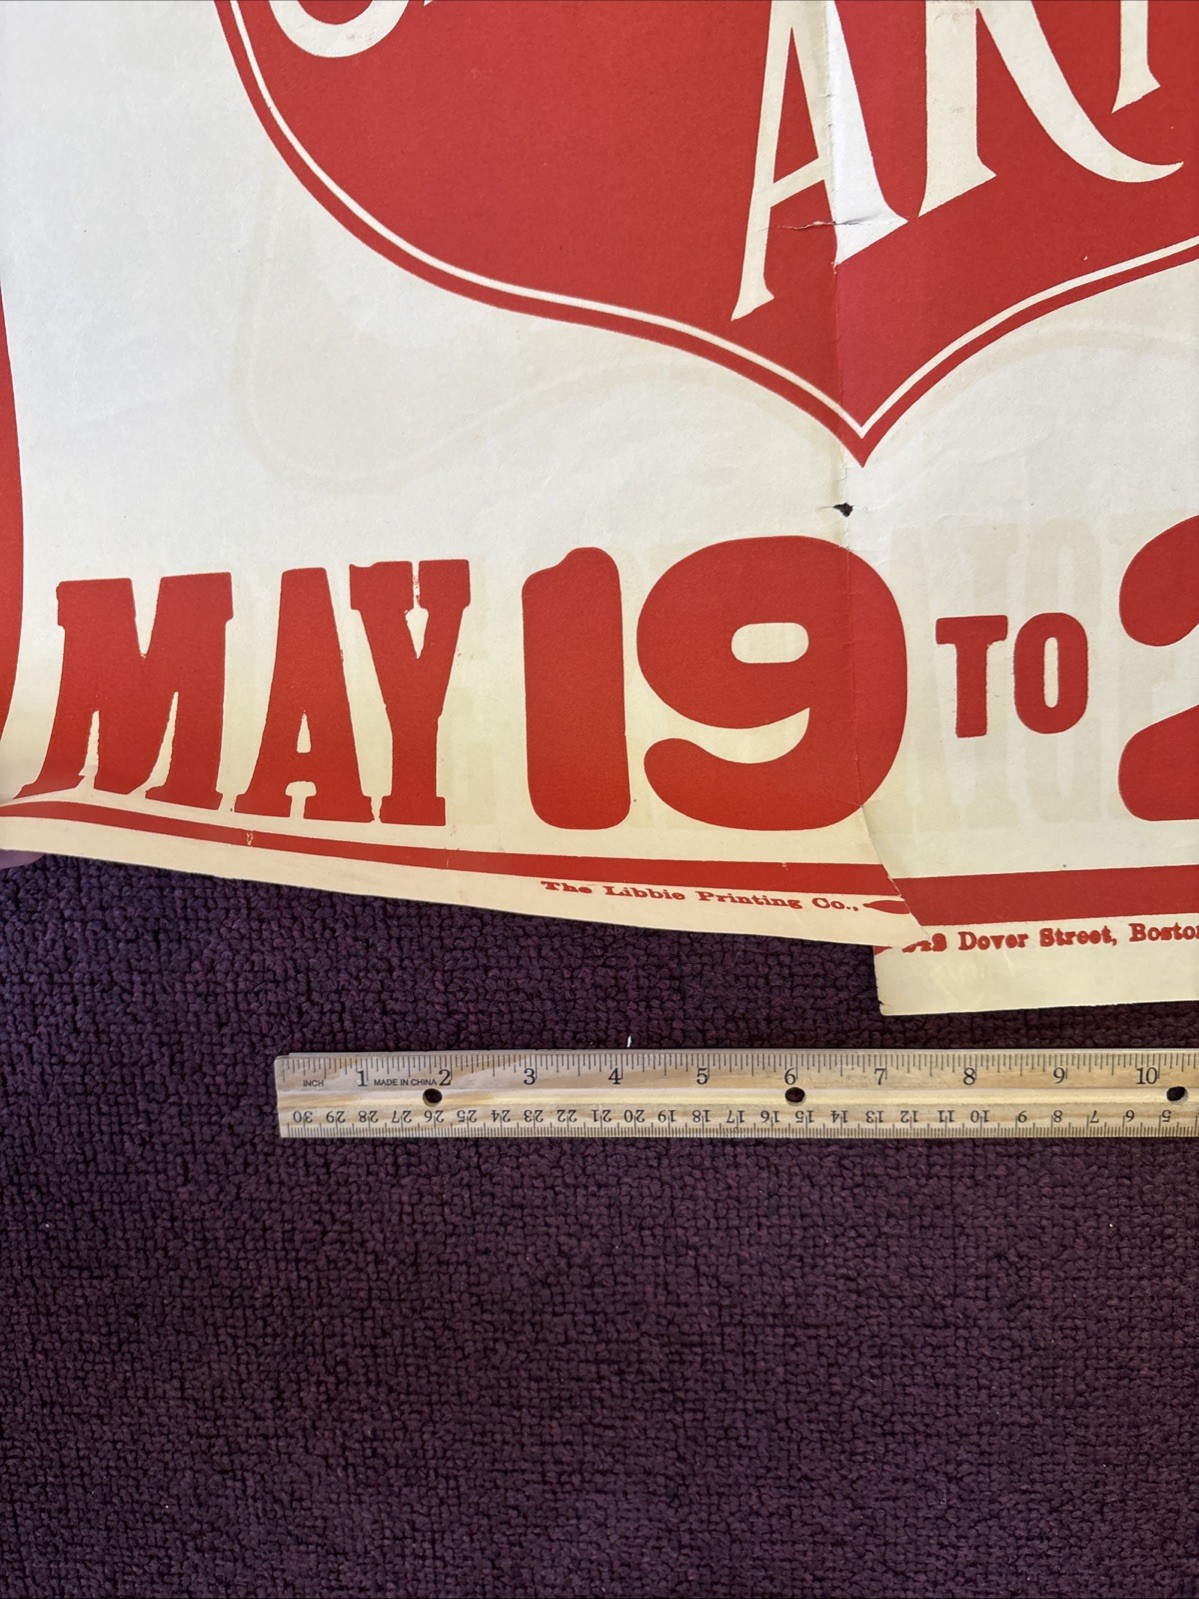 MAY 19 TO 2
The Libbie Printing Co.,
Dover Street, Boston
INCH 1 MADE IN CHINA 2 3 4 5 6 7 8 9 10
30 29 28 27 26 25 24 23 22 21 20 19 18 17 16 15 14 13 12 11 10 9 8 7 6 5